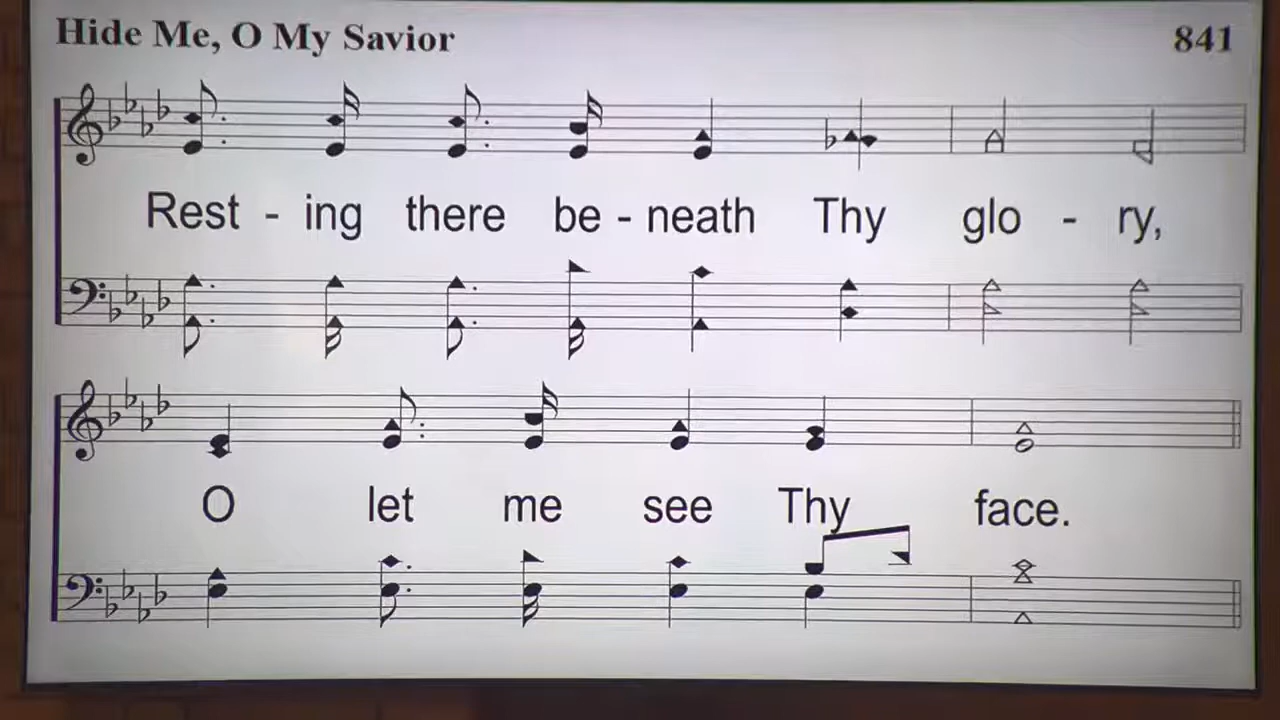 Hide Me, O My Savior 841
Rest - ing there be - neath Thy glo - ry,
O let me see Thy face.